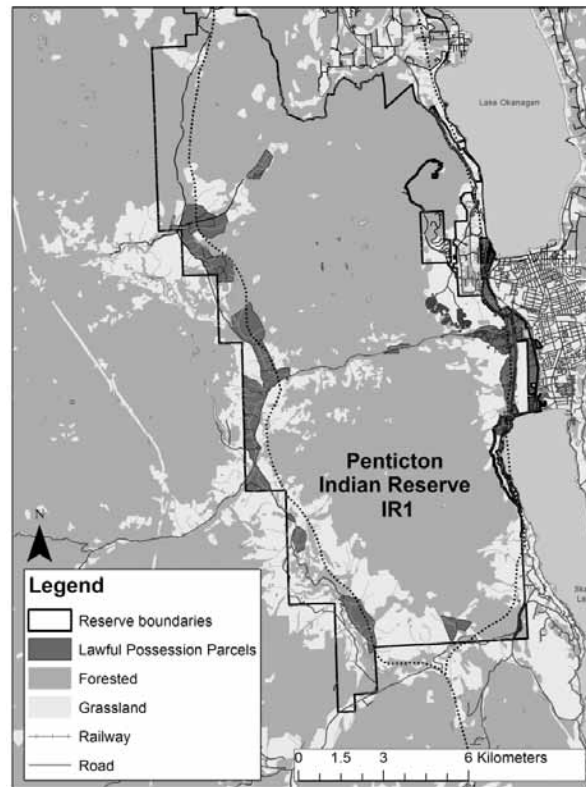 Lake Okanagan
Penticton
Indian Reserve
IR1
N
Legend
Reserve boundaries
Lawful Possession Parcels
Forested
Grassland
Railway
Road
0 1.5 3 6 Kilometers